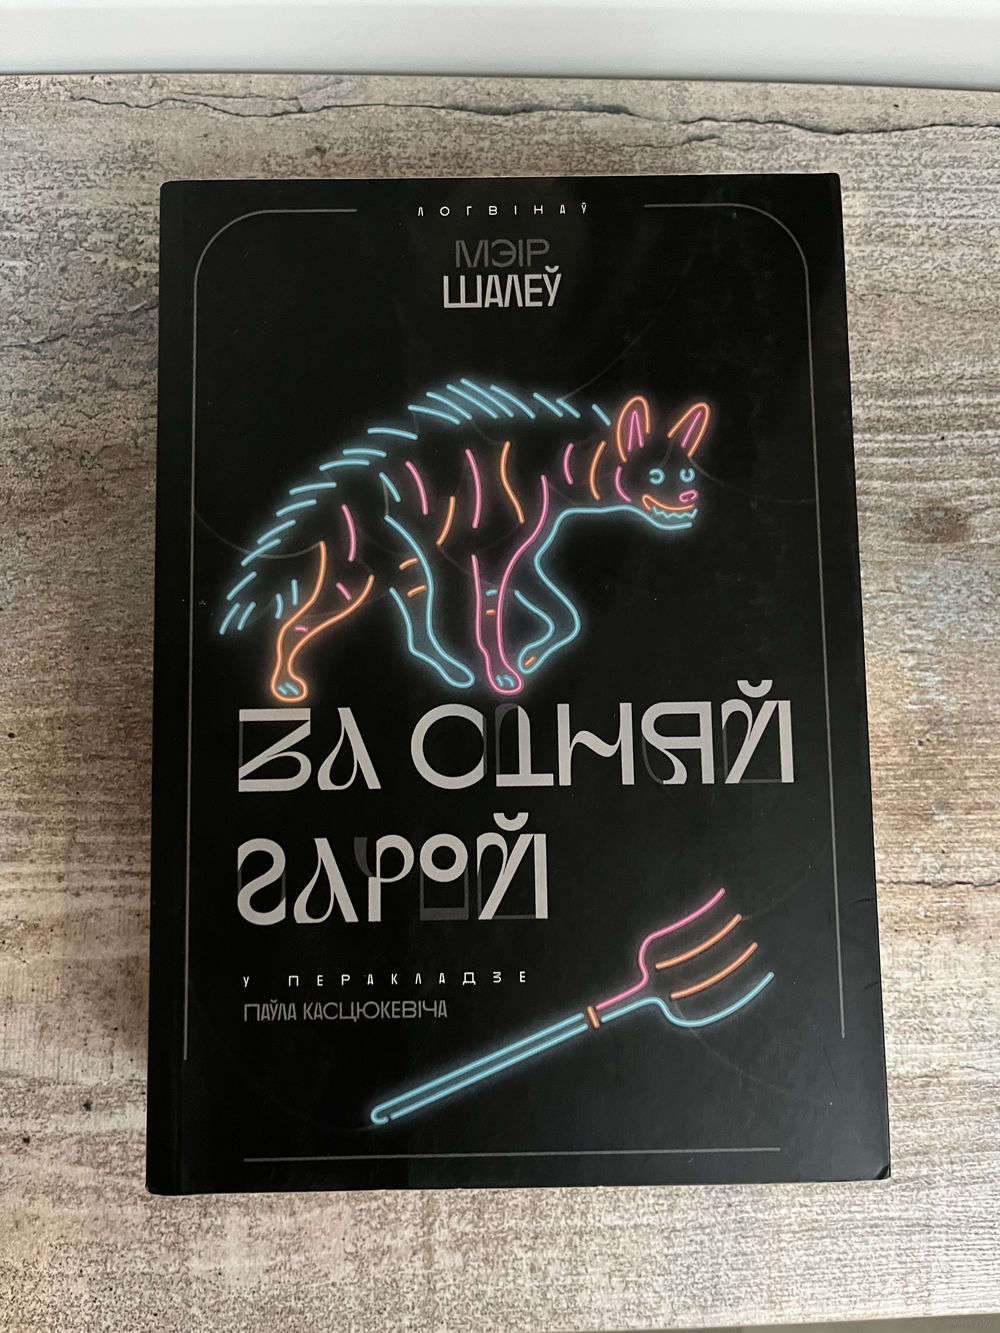 ЛОГВІНАЎ
МЭІР
ШАЛЕЎ
ЗА АДНЯЙ
ГАРОЙ
У ПЕРАКЛАДЗЕ
ПАЎЛА КАСЦЮКЕВІЧА